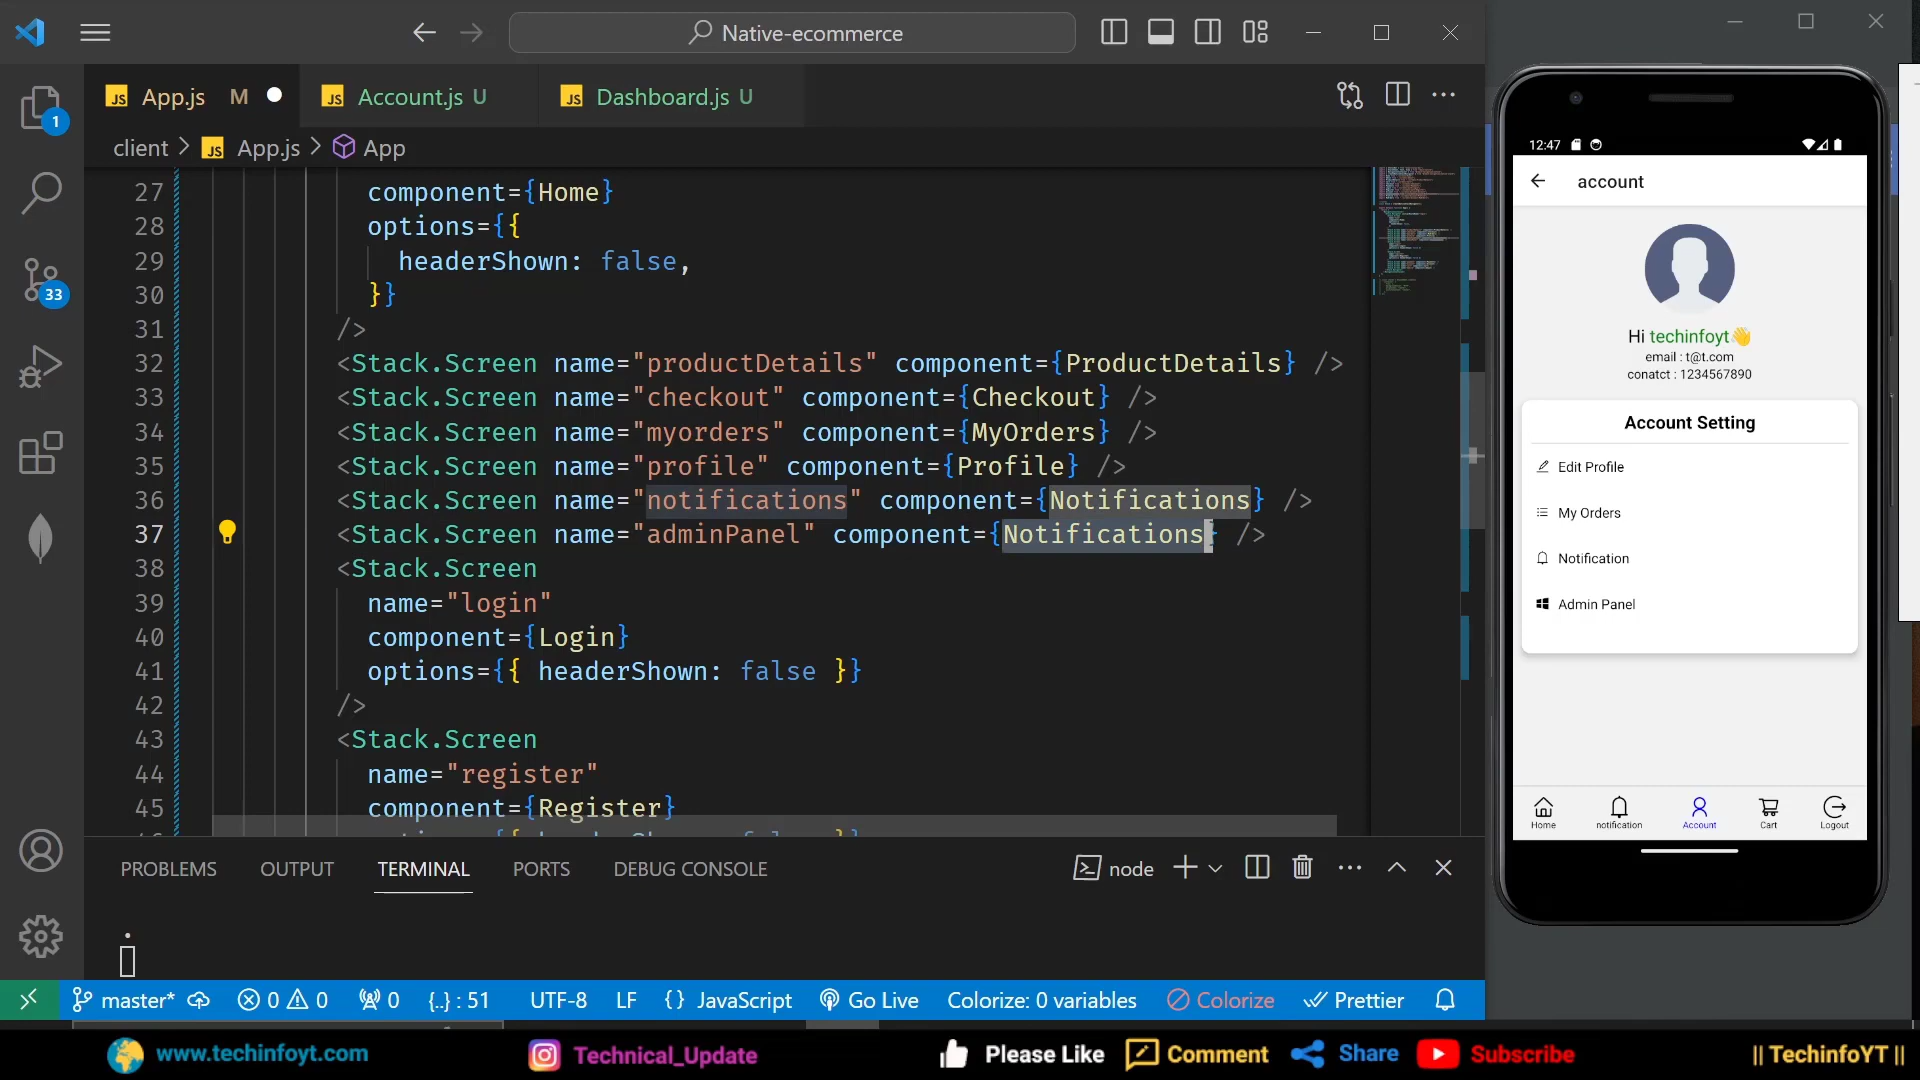 Native-ecommerce
App.js M
Account.js U
Dashboard.js U
1
client > App.js > App
27 component={Home}
28 options={{
29 headerShown: false,
30 }}
31 />
32 <Stack.Screen name="productDetails" component={ProductDetails} />
33 <Stack.Screen name="checkout" component={Checkout} />
34 <Stack.Screen name="myorders" component={MyOrders} />
35 <Stack.Screen name="profile" component={Profile} />
36 <Stack.Screen name="notifications" component={Notifications} />
37 <Stack.Screen name="adminPanel" component={Notifications} />
38 <Stack.Screen
39 name="login"
40 component={Login}
41 options={{ headerShown: false }}
42 />
43 <Stack.Screen
44 name="register"
45 component={Register}
33
PROBLEMS OUTPUT TERMINAL PORTS DEBUG CONSOLE
node
master* 0 0 0 {..} : 51 UTF-8 LF {} JavaScript Go Live Colorize: 0 variables Colorize Prettier
12:47
account
Hi techinfoyt👋
email : t@t.com
conatct : 1234567890
Account Setting
Edit Profile
My Orders
Notification
Admin Panel
Home notification Account Cart Logout
www.techinfoyt.com Technical_Update Please Like Comment Share Subscribe || TechinfoYT ||